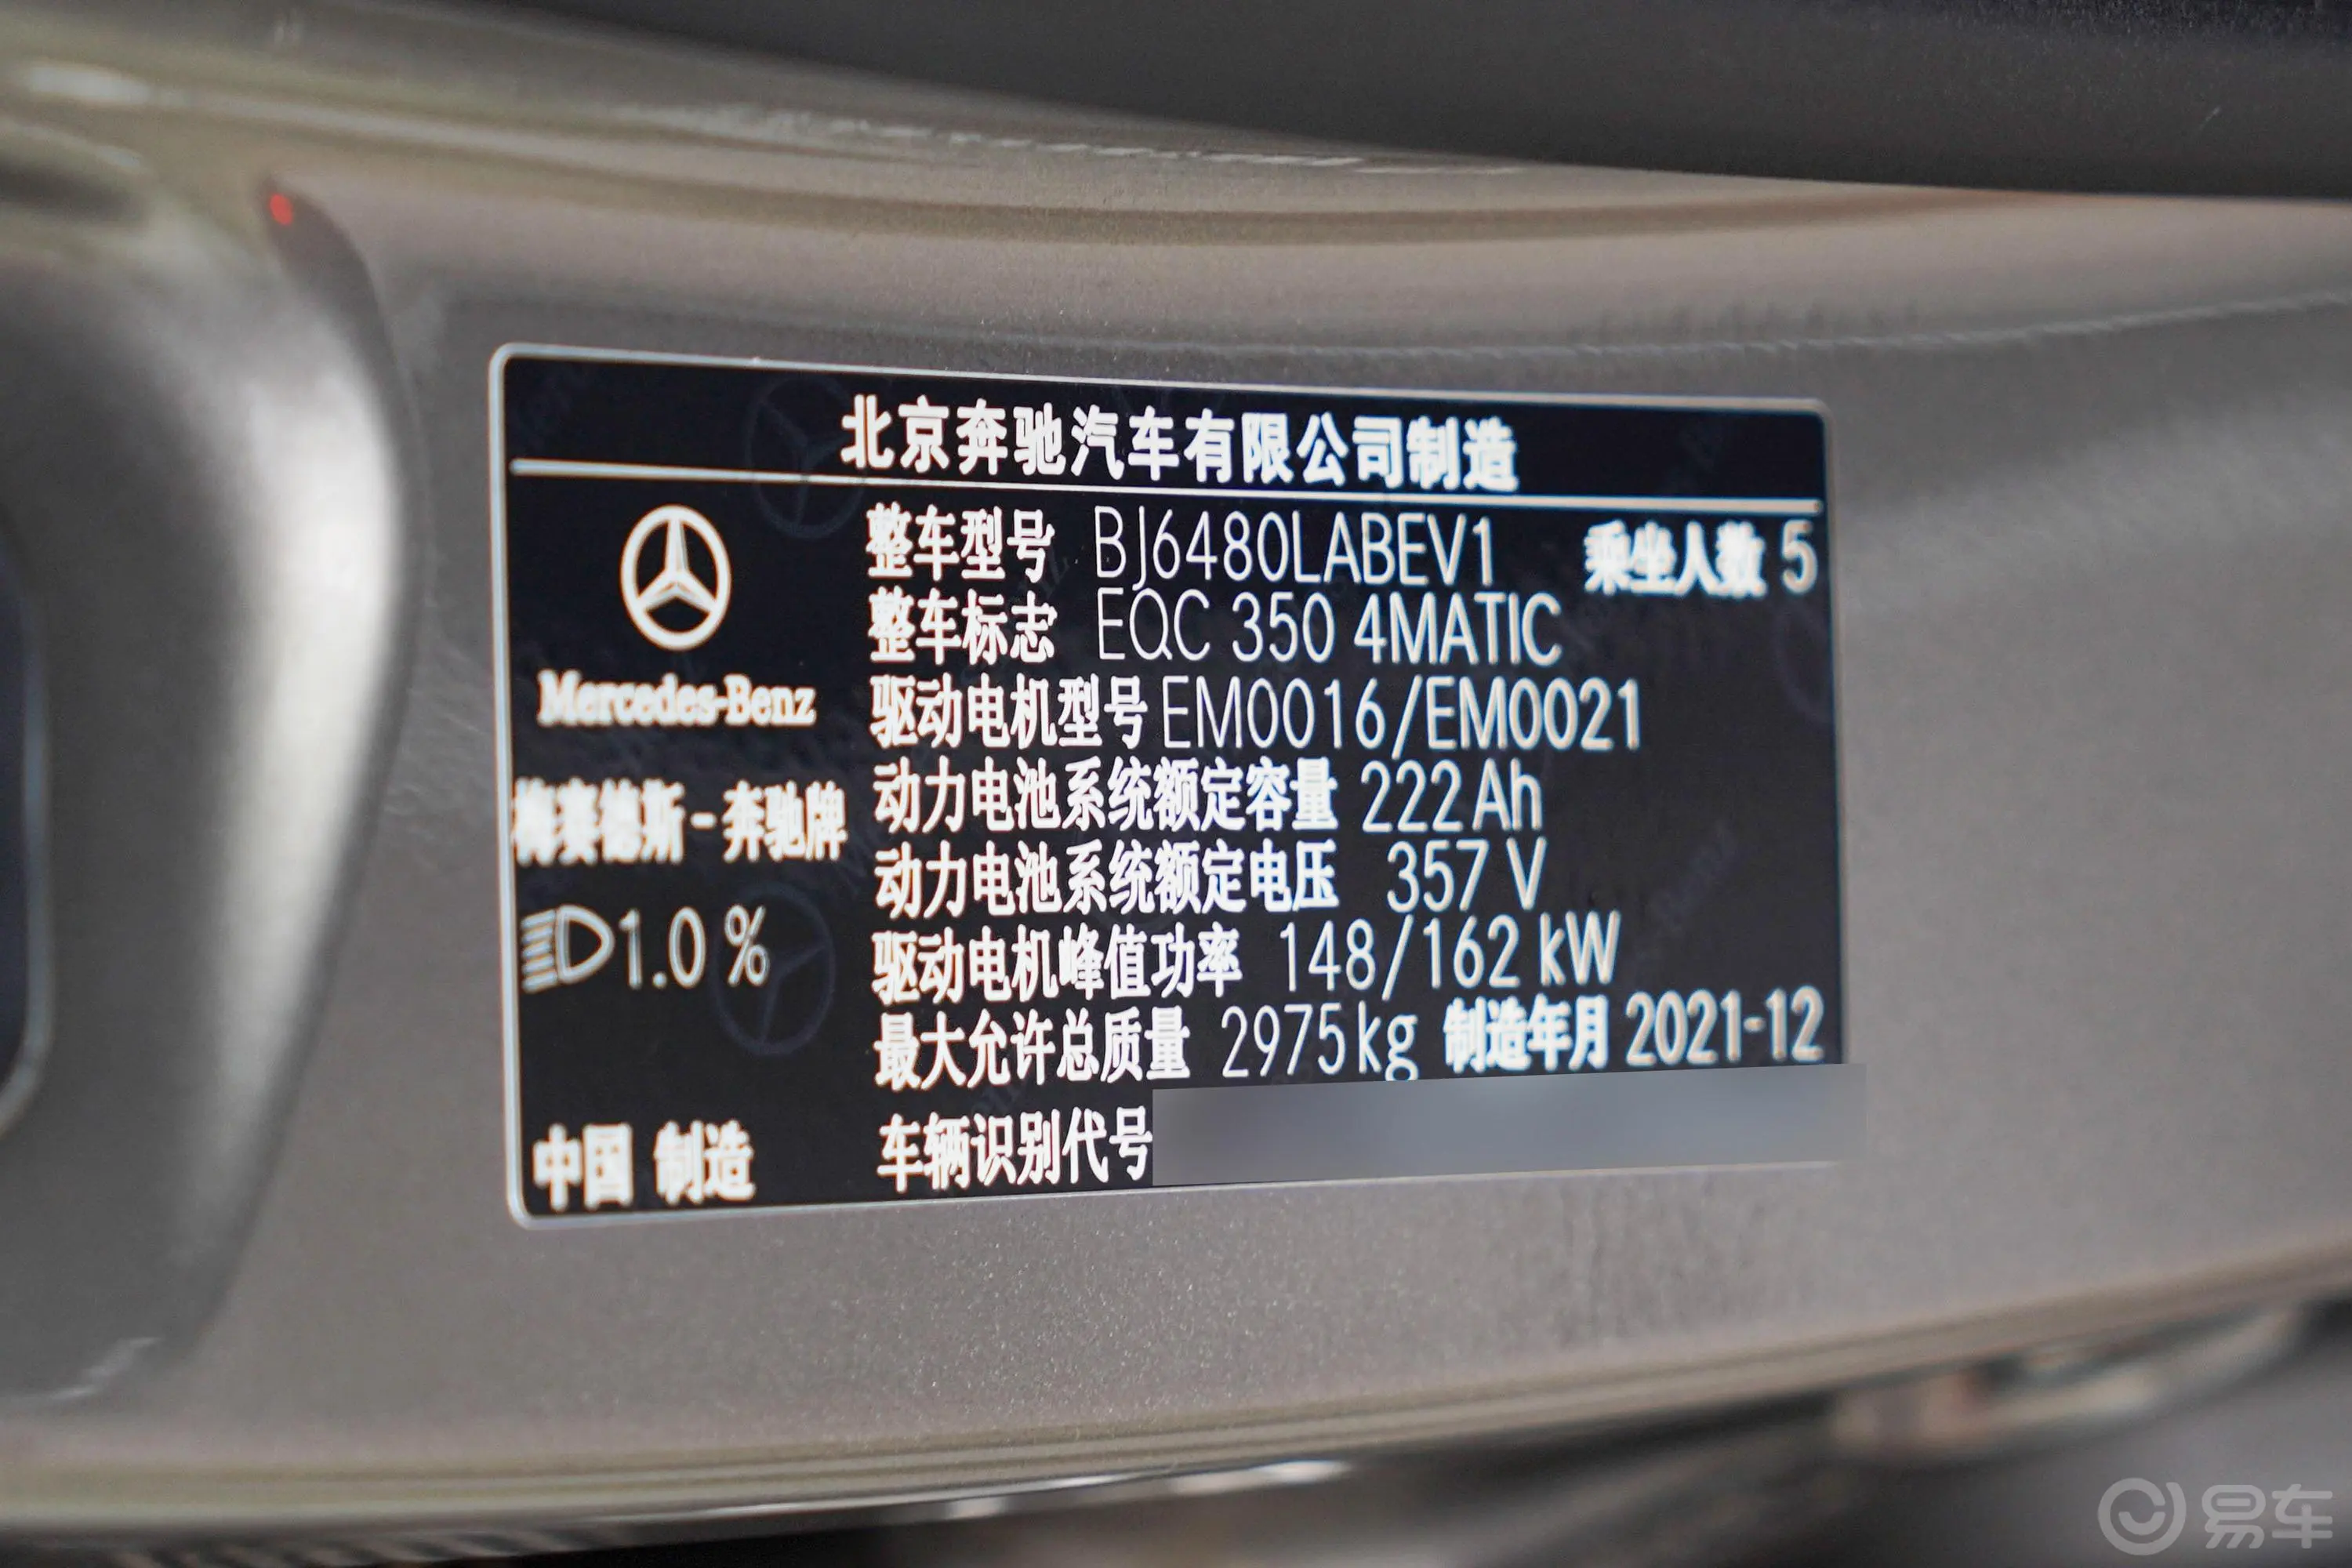 北京奔驰汽车有限公司制造
整车型号 BJ6480LABEV1 乘坐人数 5
整车标志 EQC 350 4MATIC
Mercedes-Benz
驱动电机型号 EM0016/EM0021
动力电池系统额定容量 222Ah
梅赛德斯-奔驰牌
动力电池系统额定电压 357 V
1.0 %
驱动电机峰值功率 148/162 kW
最大允许总质量 2975kg 制造年月 2021-12
中国 制造
车辆识别代号
易车